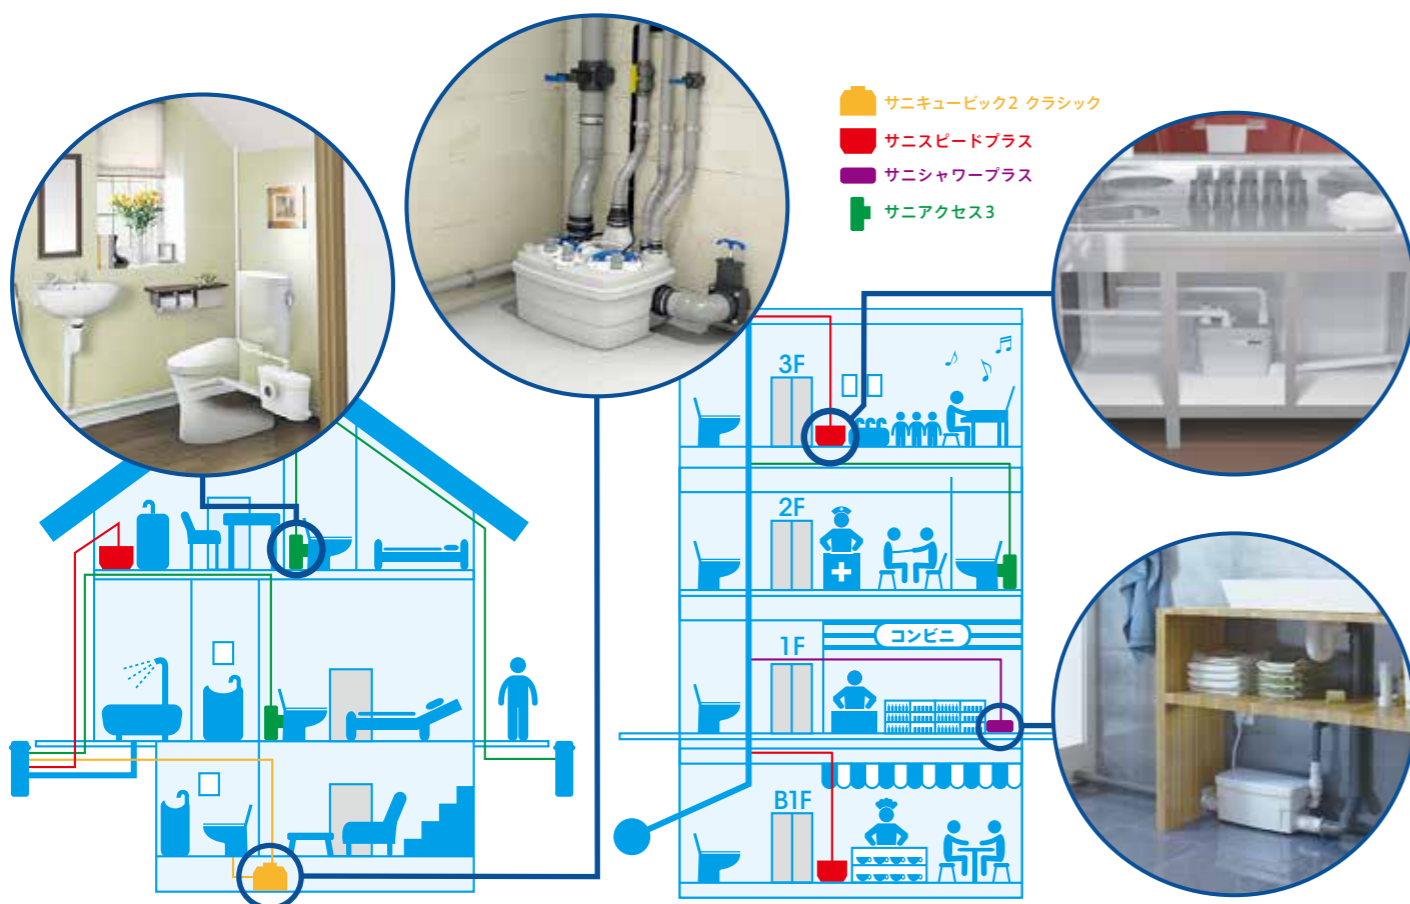 サニキュービック2 クラシック
サニスピードプラス
サニシャワープラス
サニアクセス3
3F
2F
1F
コンビニ
B1F